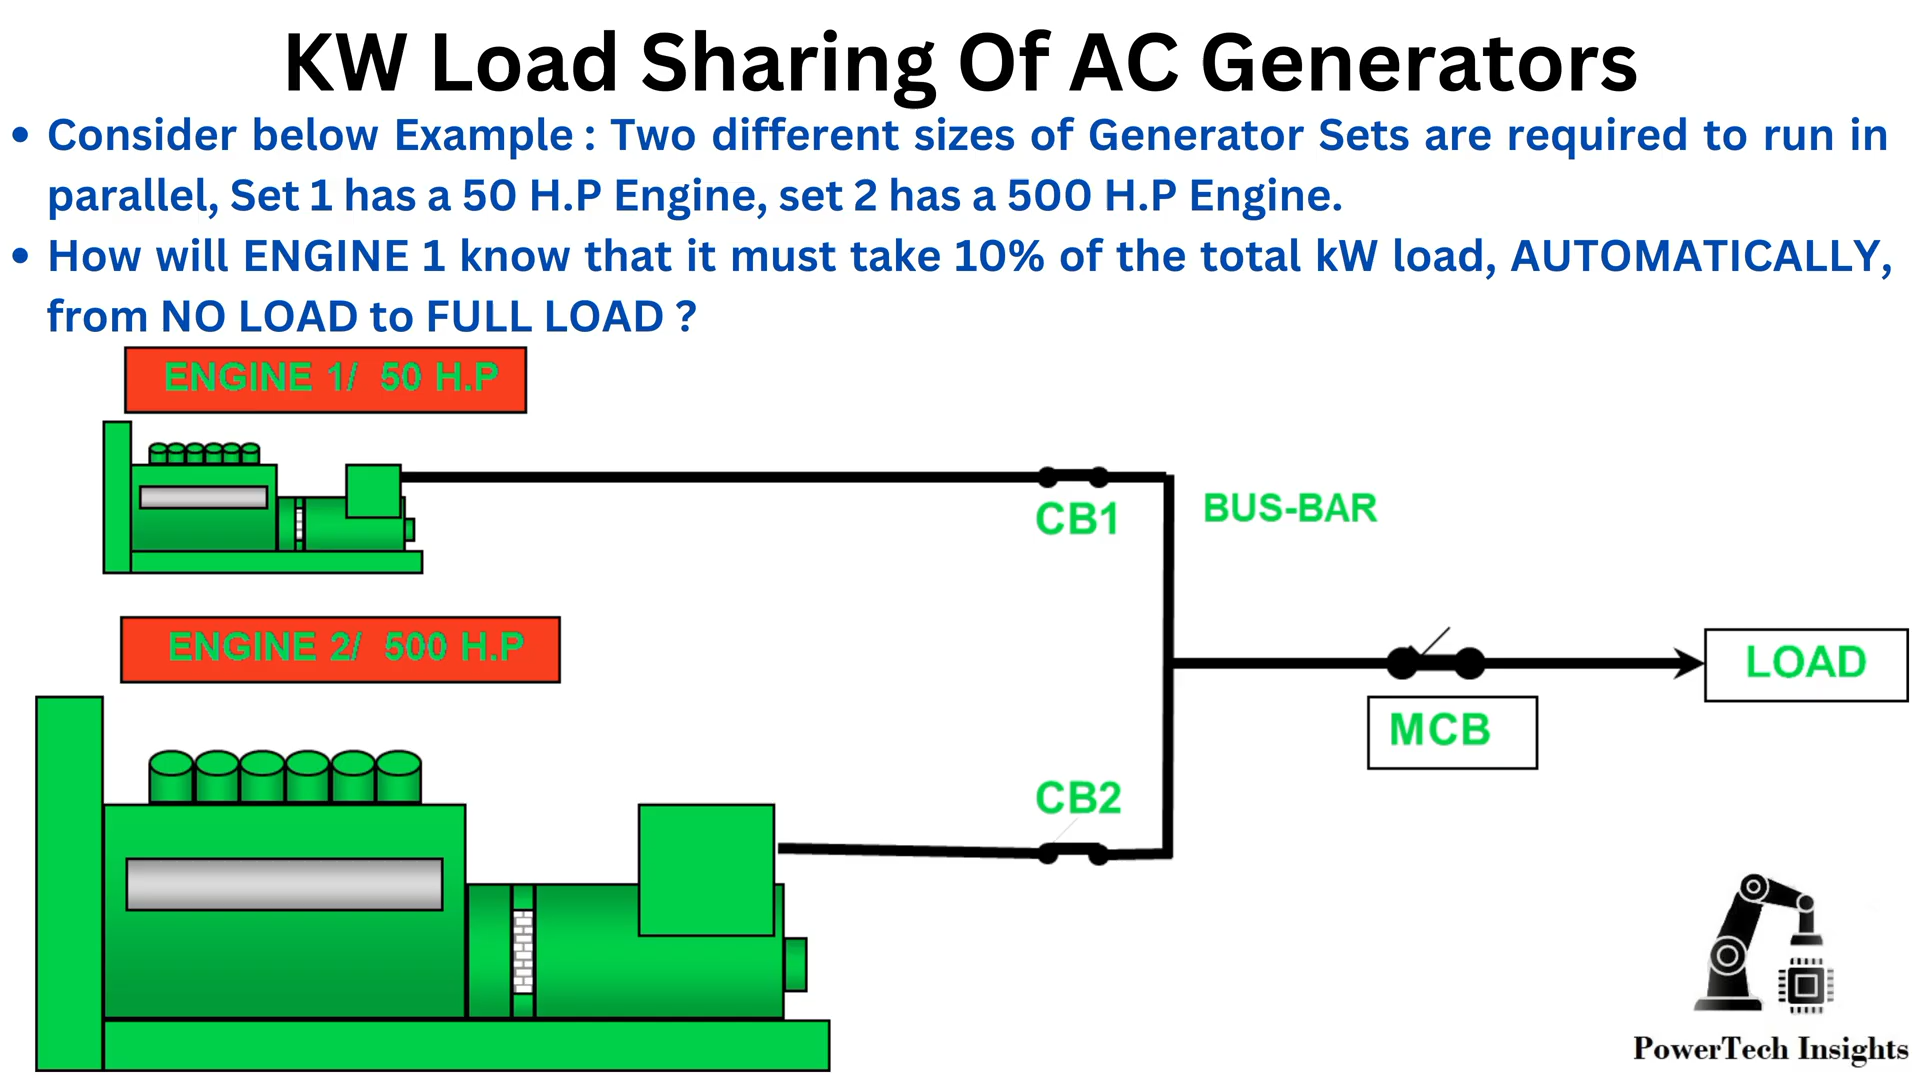 KW Load Sharing Of AC Generators
• Consider below Example : Two different sizes of Generator Sets are required to run in
parallel, Set 1 has a 50 H.P Engine, set 2 has a 500 H.P Engine.
• How will ENGINE 1 know that it must take 10% of the total kW load, AUTOMATICALLY,
from NO LOAD to FULL LOAD ?
ENGINE 1/ 50 H.P
CB1
BUS-BAR
ENGINE 2/ 500 H.P
LOAD
MCB
CB2
PowerTech Insights